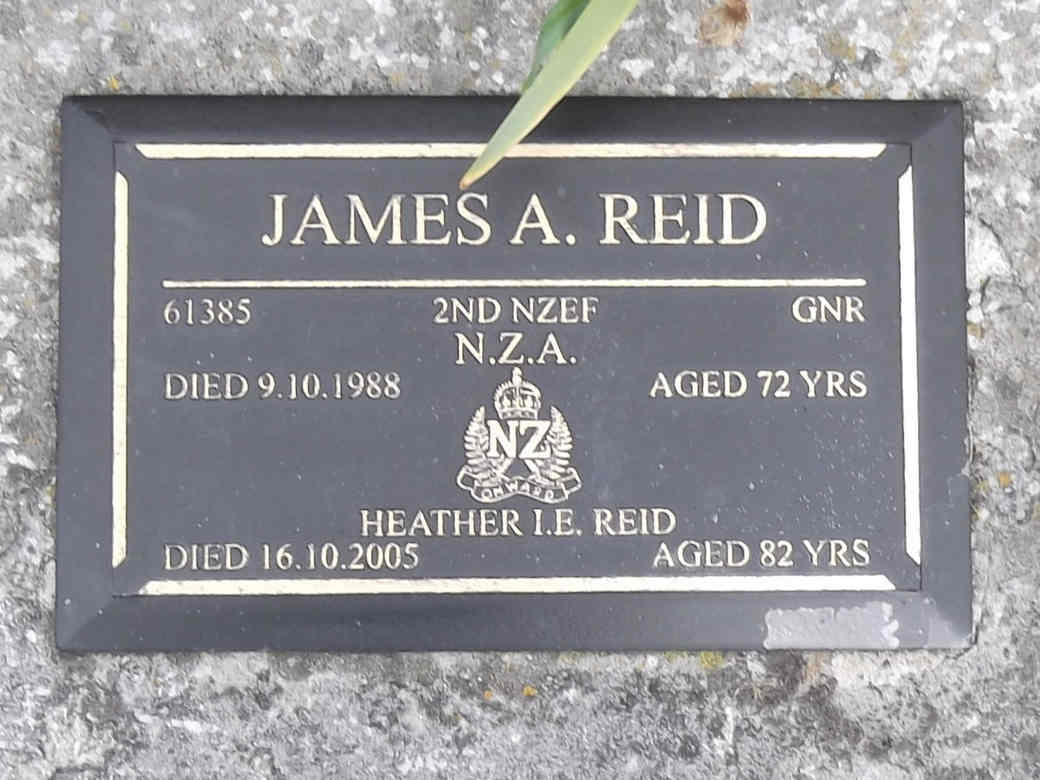 JAMES A. REID
61385 2ND NZEF GNR
N.Z.A.
DIED 9.10.1988 AGED 72 YRS
NZ
ONWARD
HEATHER I.E. REID
DIED 16.10.2005 AGED 82 YRS